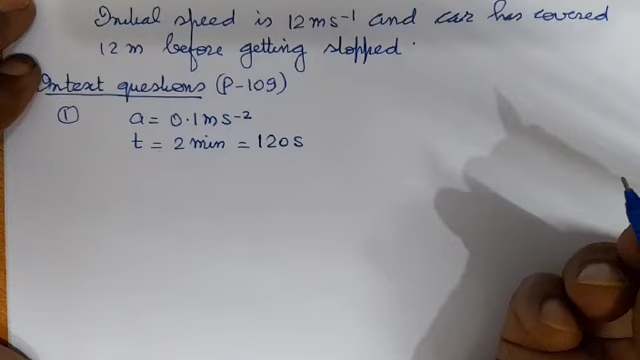 Initial speed is 12 ms⁻¹ and car has covered
12 m before getting stopped.
Intext questions (P-109)
① a = 0.1 ms⁻²
t = 2 min = 120 s